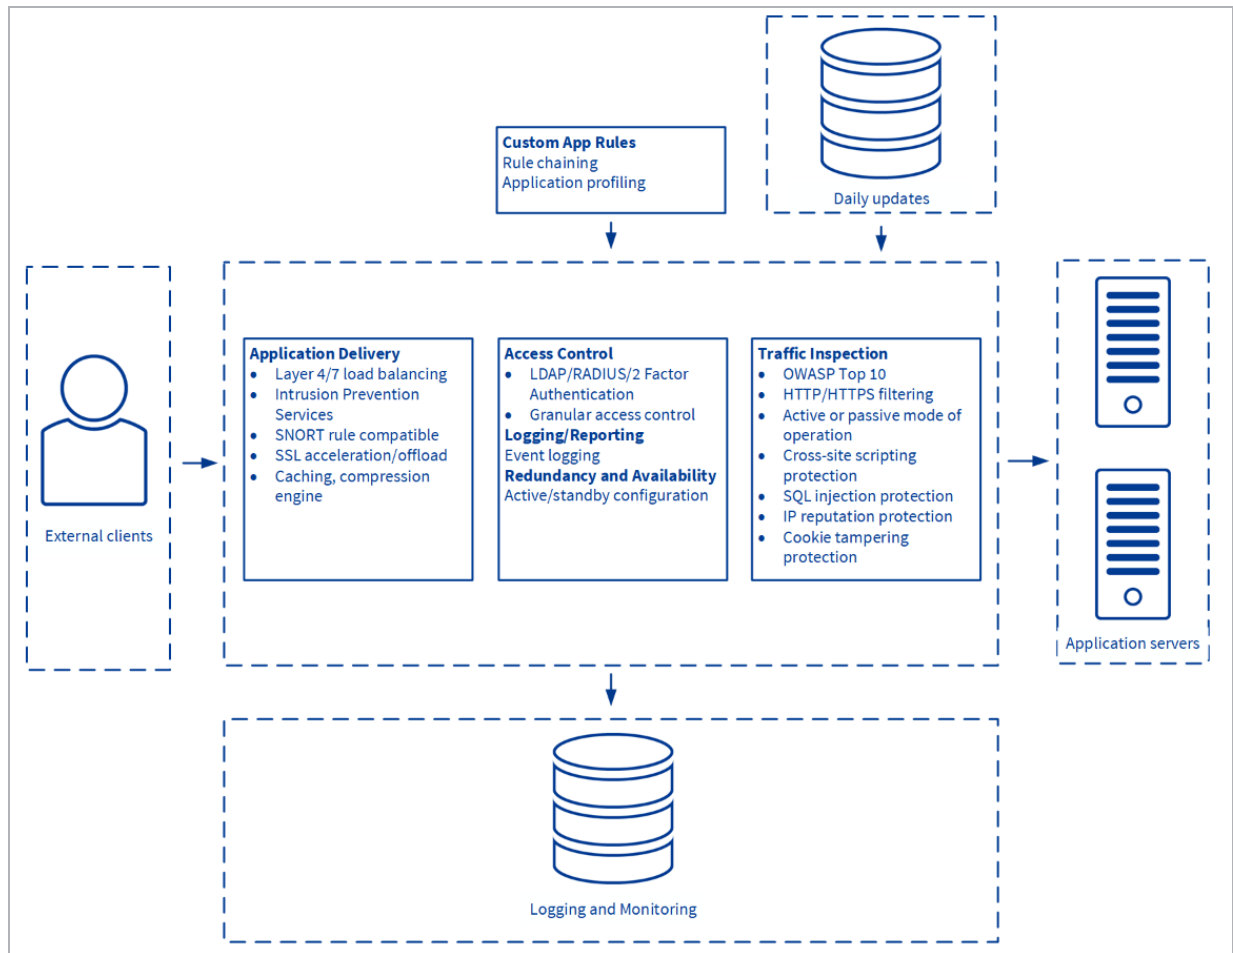 Custom App Rules
Rule chaining
Application profiling
Daily updates
External clients
Application Delivery
● Layer 4/7 load balancing
● Intrusion Prevention
Services
● SNORT rule compatible
● SSL acceleration/offload
● Caching, compression
engine
Access Control
● LDAP/RADIUS/2 Factor
Authentication
● Granular access control
Logging/Reporting
Event logging
Redundancy and Availability
Active/standby configuration
Traffic Inspection
● OWASP Top 10
● HTTP/HTTPS filtering
● Active or passive mode of
operation
● Cross-site scripting
protection
● SQL injection protection
● IP reputation protection
● Cookie tampering
protection
Application servers
Logging and Monitoring